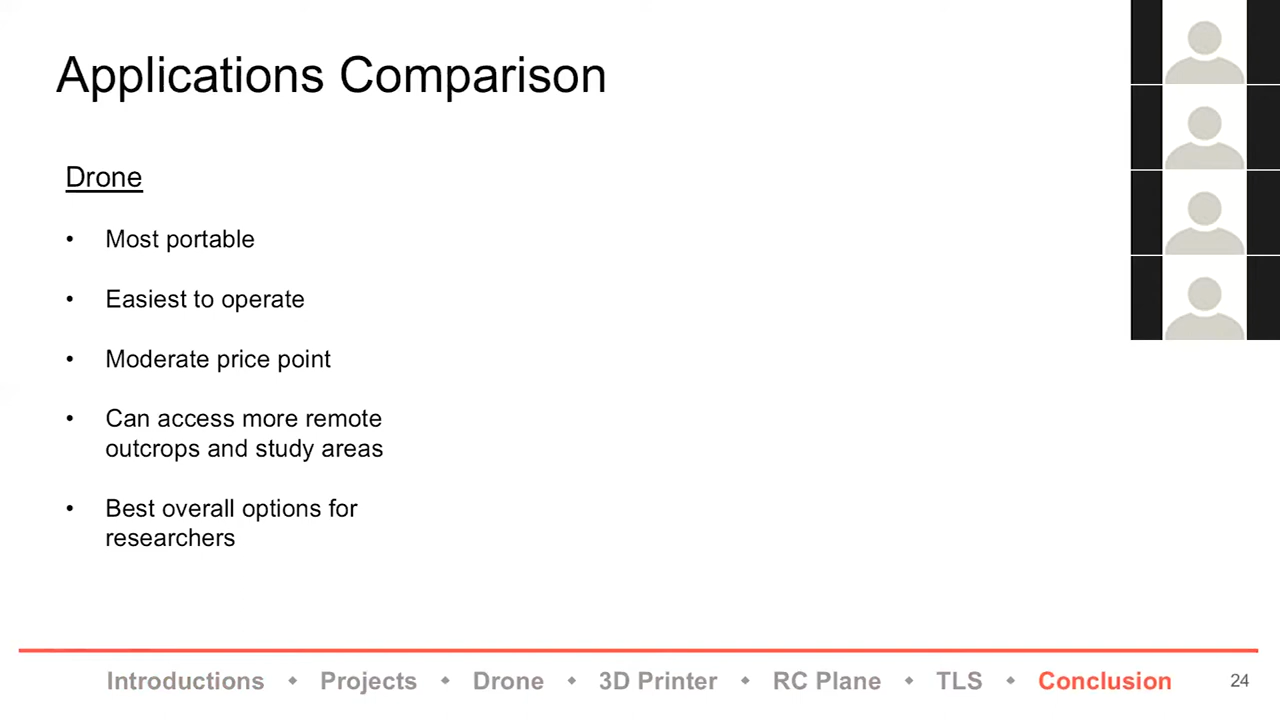 Applications Comparison
Drone
• Most portable
• Easiest to operate
• Moderate price point
• Can access more remote
outcrops and study areas
• Best overall options for
researchers
Introductions ◆ Projects ◆ Drone ◆ 3D Printer ◆ RC Plane ◆ TLS ◆ Conclusion 24